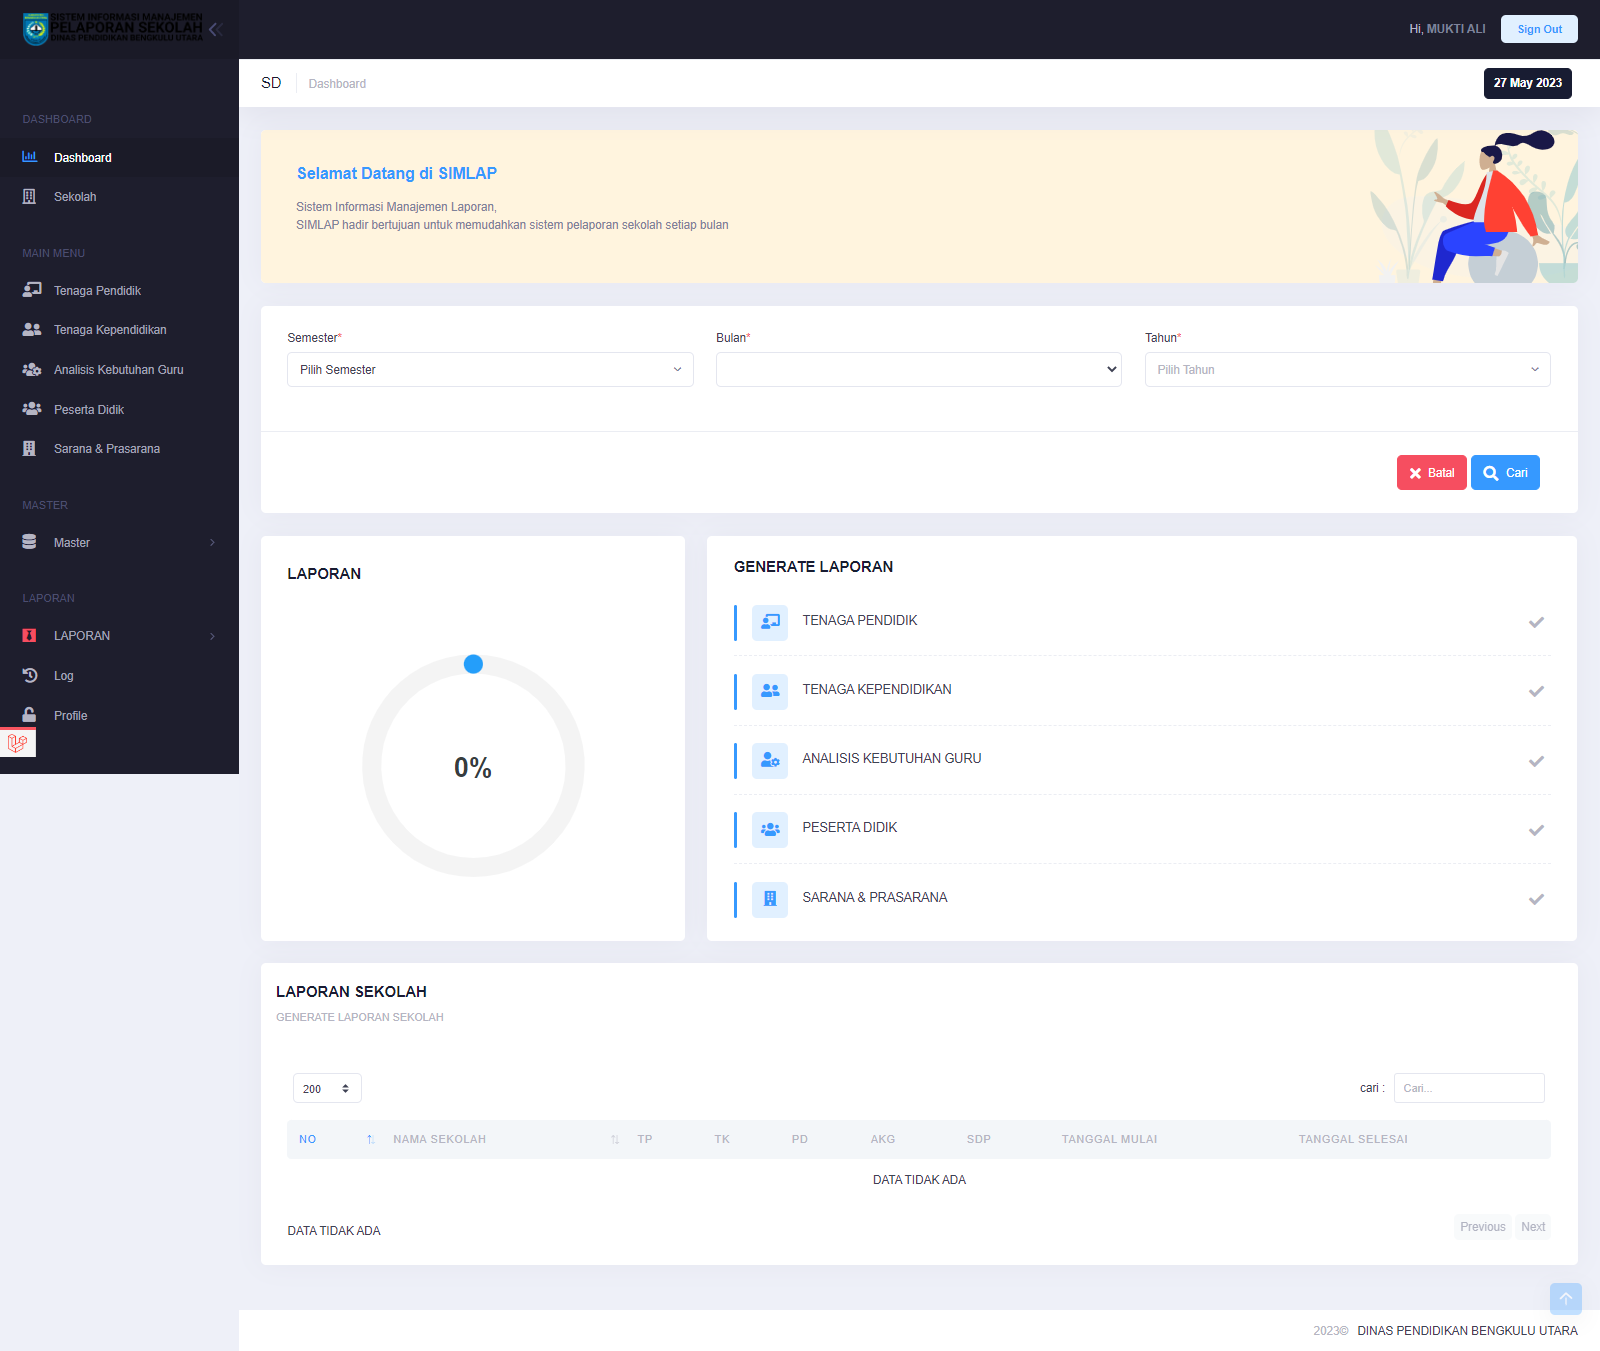 SISTEM INFORMASI MANAJEMEN
PELAPORAN SEKOLAH
DINAS PENDIDIKAN BENGKULU UTARA
Hi, MUKTI ALI
Sign Out
SD
Dashboard
27 May 2023
DASHBOARD
Dashboard
Sekolah
MAIN MENU
Tenaga Pendidik
Tenaga Kependidikan
Analisis Kebutuhan Guru
Peserta Didik
Sarana & Prasarana
MASTER
Master
LAPORAN
LAPORAN
Log
Profile
Selamat Datang di SIMLAP
Sistem Informasi Manajemen Laporan,
SIMLAP hadir bertujuan untuk memudahkan sistem pelaporan sekolah setiap bulan
Semester*
Bulan*
Tahun*
Pilih Semester
Pilih Tahun
Batal
Cari
LAPORAN
0%
GENERATE LAPORAN
TENAGA PENDIDIK
TENAGA KEPENDIDIKAN
ANALISIS KEBUTUHAN GURU
PESERTA DIDIK
SARANA & PRASARANA
LAPORAN SEKOLAH
GENERATE LAPORAN SEKOLAH
200
cari :
Cari...
NO NAMA SEKOLAH TP TK PD AKG SDP TANGGAL MULAI TANGGAL SELESAI
DATA TIDAK ADA
DATA TIDAK ADA
Previous Next
2023© DINAS PENDIDIKAN BENGKULU UTARA